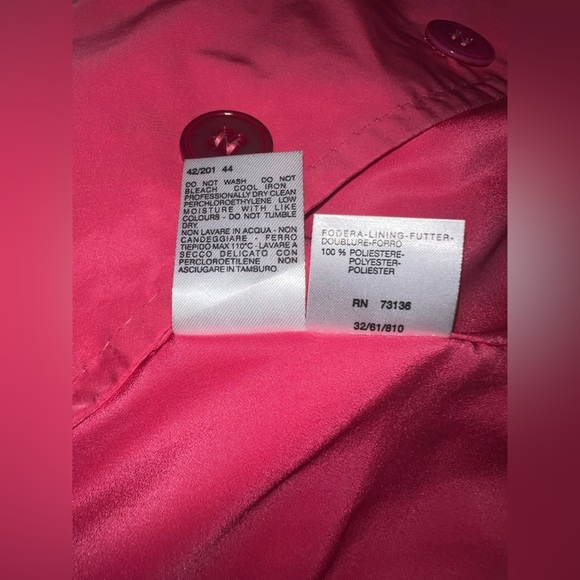 42/201 44
DO NOT WASH DO NOT
BLEACH COOL IRON
PROFESSIONALLY DRY CLEAN
PERCHLOROETHYLENE LOW
MOISTURE WITH LIKE
COLOURS - DO NOT TUMBLE
DRY
NON LAVARE IN ACQUA - NON
CANDEGGIARE - FERRO
TIEPIDO MAX 110°C - LAVARE A
SECCO DELICATO CON
PERCLOROETILENE NON
ASCIUGARE IN TAMBURO
FODERA-LINING-FUTTER-
DOUBLURE-FORRO
100 % POLIESTERE-
POLYESTER-
POLIESTER
RN 73136
32/61/810